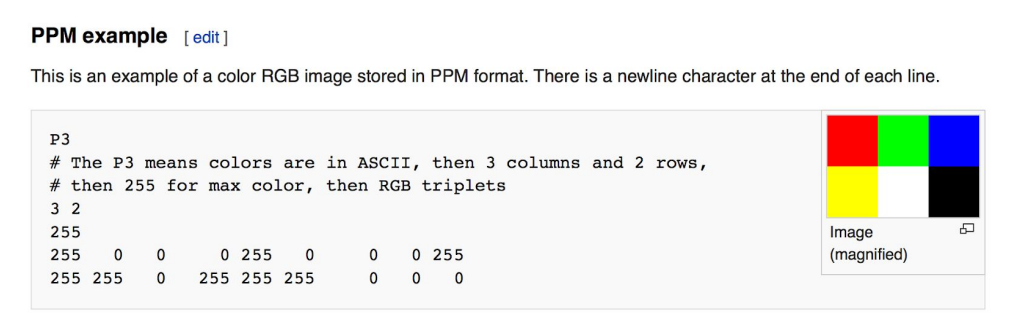 PPM example [ edit ]
This is an example of a color RGB image stored in PPM format. There is a newline character at the end of each line.
P3
# The P3 means colors are in ASCII, then 3 columns and 2 rows,
# then 255 for max color, then RGB triplets
3 2
255
255   0   0     0 255   0     0   0 255
255 255   0   255 255 255     0   0   0
Image
(magnified)